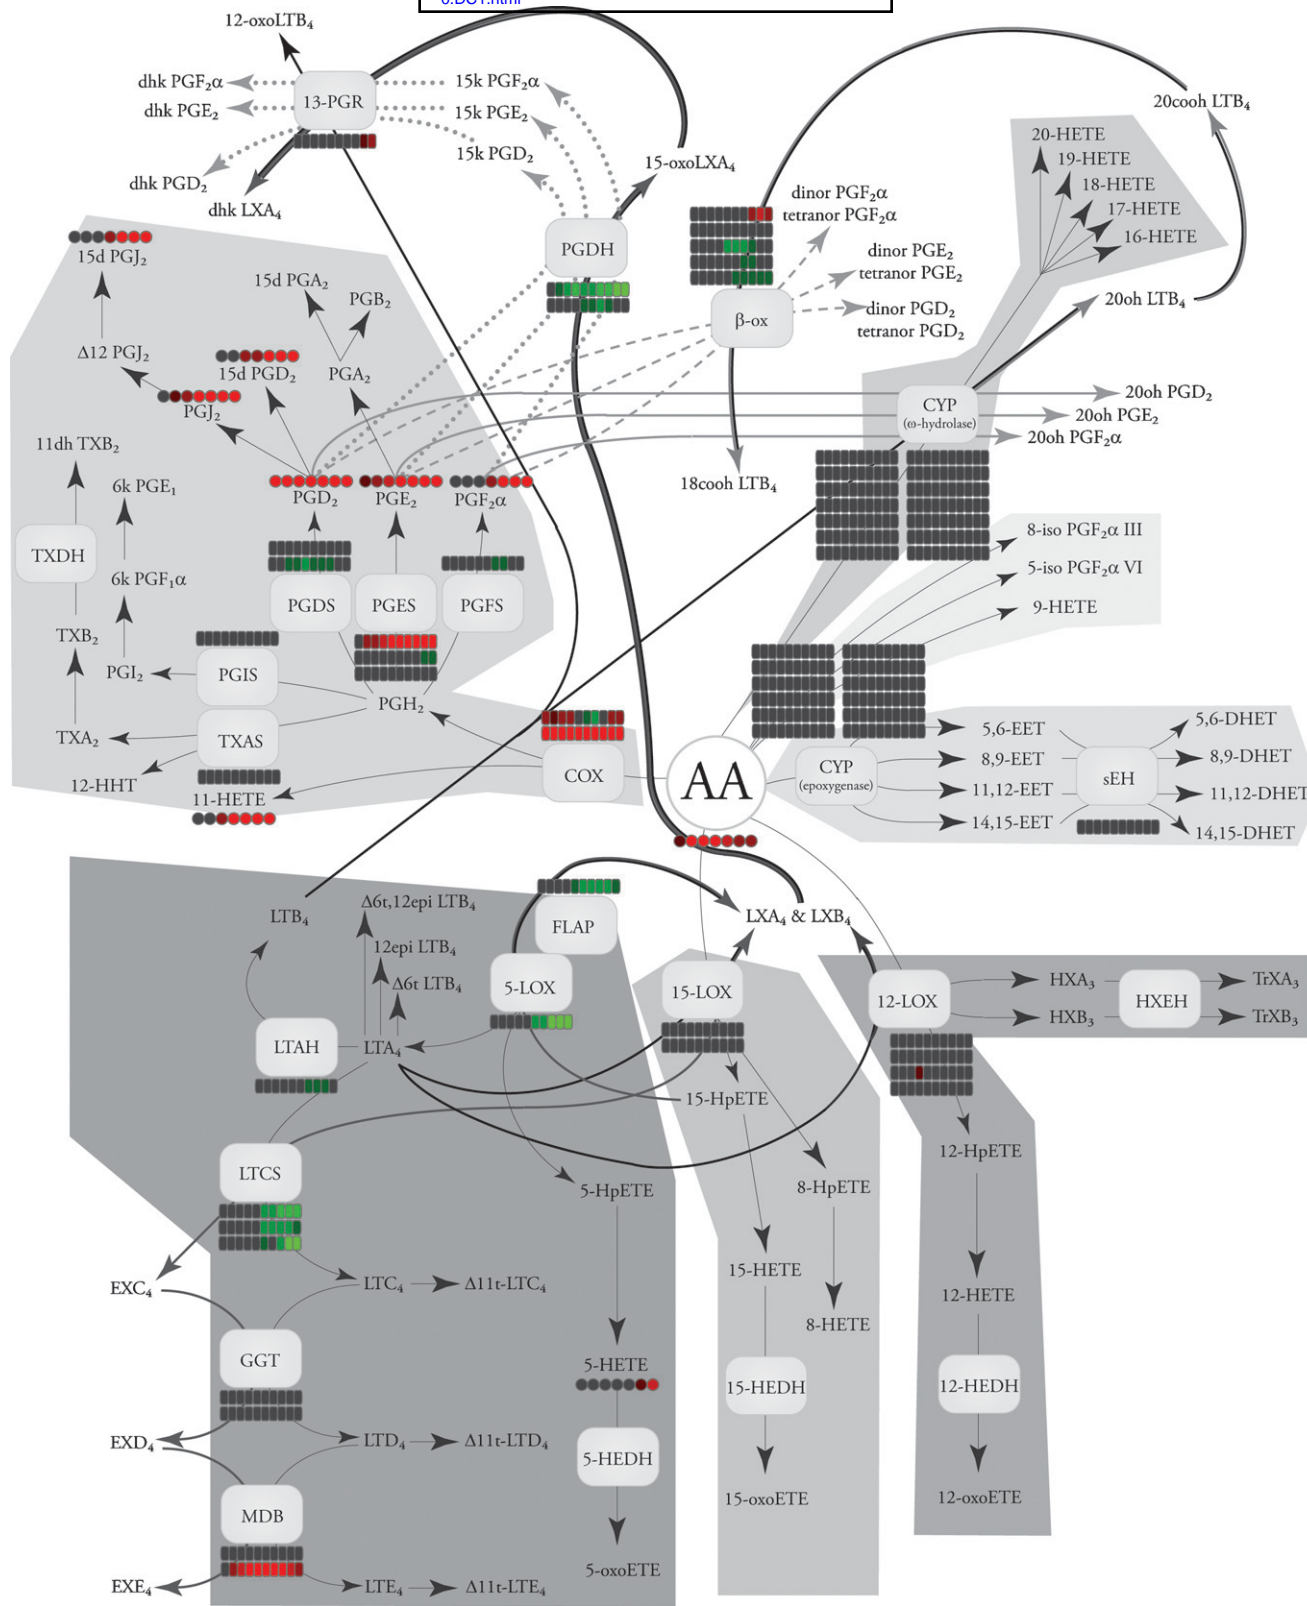 12-oxoLTB₄
dhk PGF₂α
dhk PGE₂
13-PGR
15k PGF₂α
15k PGE₂
15k PGD₂
dhk PGD₂
dhk LXA₄
15-oxoLXA₄
20cooh LTB₄
20-HETE
19-HETE
18-HETE
17-HETE
16-HETE
dinor PGF₂α
tetranor PGF₂α
dinor PGE₂
tetranor PGE₂
dinor PGD₂
tetranor PGD₂
PGDH
β-ox
20oh LTB₄
15d PGJ₂
15d PGA₂
PGB₂
Δ12 PGJ₂
15d PGD₂
PGA₂
PGJ₂
CYP
(ω-hydrolase)
20oh PGD₂
20oh PGE₂
20oh PGF₂α
11dh TXB₂
6k PGE₁
PGD₂
PGE₂
PGF₂α
18cooh LTB₄
TXDH
6k PGF₁α
PGDS
PGES
PGFS
8-iso PGF₂α III
5-iso PGF₂α VI
9-HETE
TXB₂
PGI₂
PGIS
PGH₂
TXA₂
TXAS
12-HHT
11-HETE
COX
AA
CYP
(epoxygenase)
5,6-EET
8,9-EET
11,12-EET
14,15-EET
sEH
5,6-DHET
8,9-DHET
11,12-DHET
14,15-DHET
LTB₄
Δ6t,12epi LTB₄
12epi LTB₄
Δ6t LTB₄
FLAP
5-LOX
LXA₄ & LXB₄
15-LOX
12-LOX
HXA₃
HXB₃
HXEH
TrXA₃
TrXB₃
LTAH
LTA₄
15-HpETE
LTCS
5-HpETE
8-HpETE
12-HpETE
EXC₄
LTC₄
Δ11t-LTC₄
15-HETE
8-HETE
12-HETE
GGT
5-HETE
15-HEDH
12-HEDH
EXD₄
LTD₄
Δ11t-LTD₄
5-HEDH
15-oxoETE
12-oxoETE
MDB
EXE₄
LTE₄
Δ11t-LTE₄
5-oxoETE